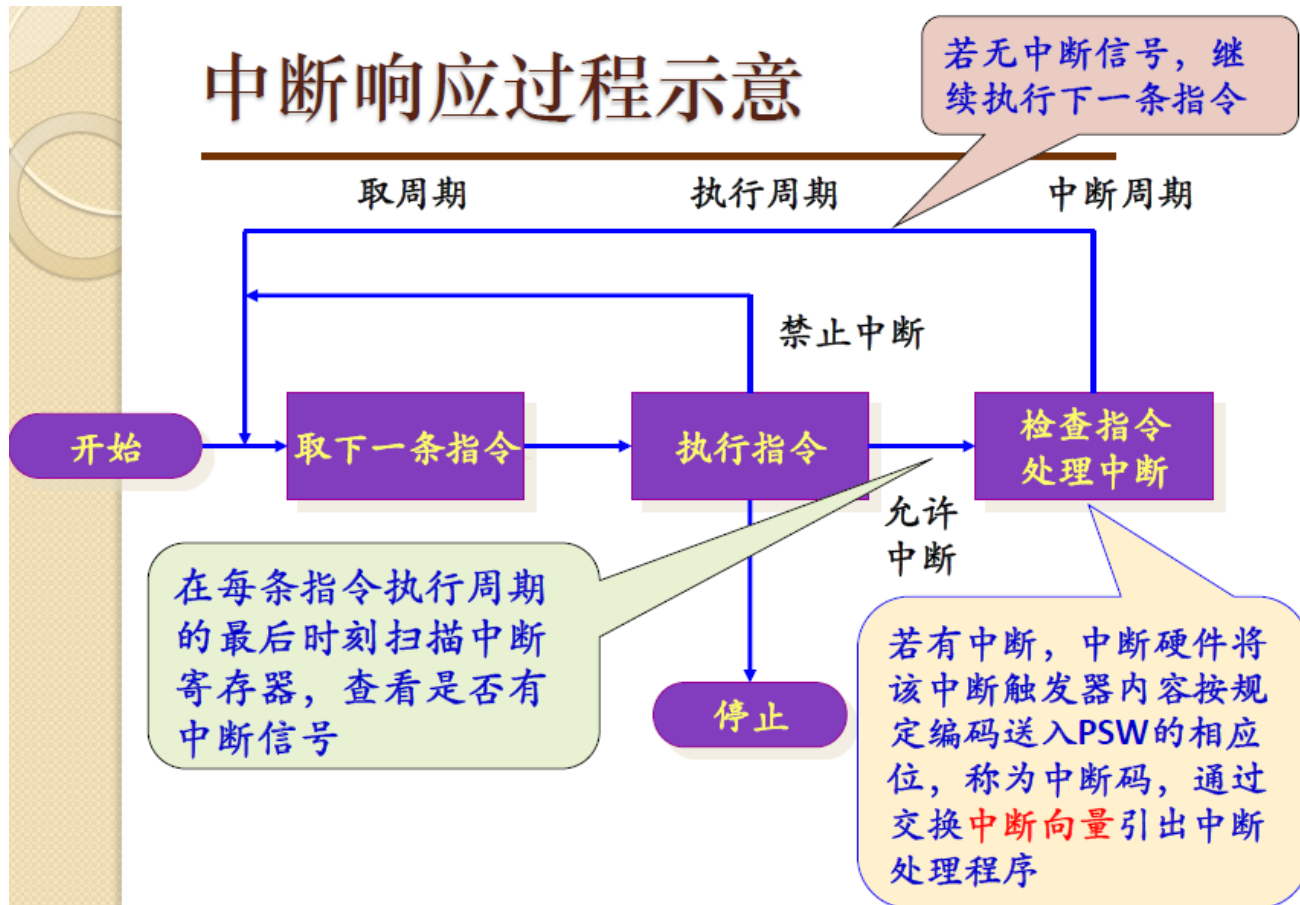 中断响应过程示意
若无中断信号，继
续执行下一条指令
取周期
执行周期
中断周期
禁止中断
开始
取下一条指令
执行指令
检查指令
处理中断
允许
中断
在每条指令执行周期
的最后时刻扫描中断
寄存器，查看是否有
中断信号
停止
若有中断，中断硬件将
该中断触发器内容按规
定编码送入PSW的相应
位，称为中断码，通过
交换中断向量引出中断
处理程序